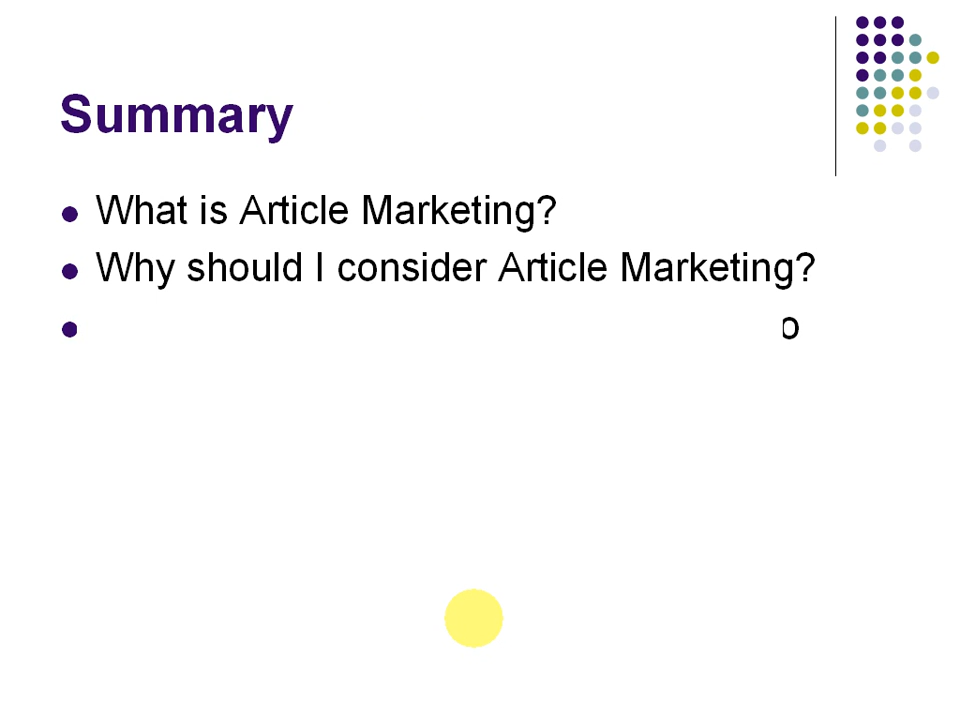 Summary
What is Article Marketing?
Why should I consider Article Marketing?